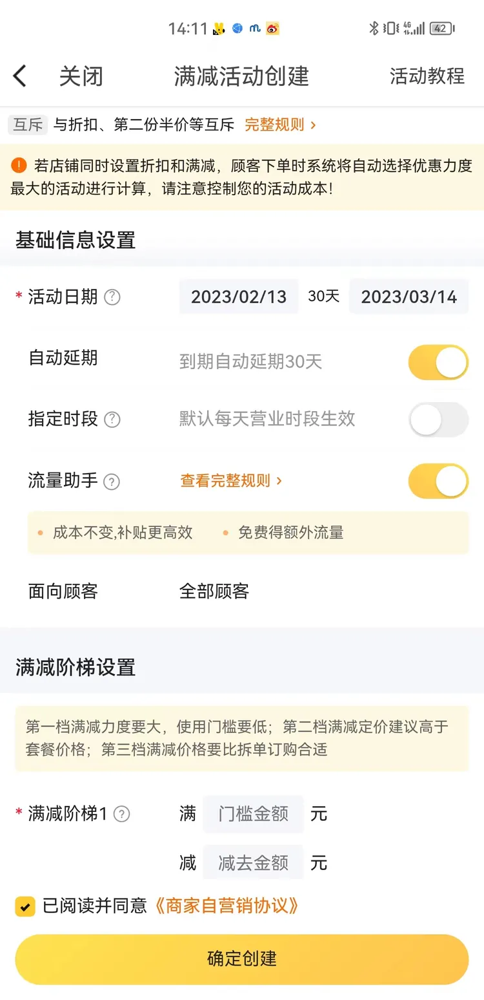 14:11 4G 42
关闭 满减活动创建 活动教程
互斥 与折扣、第二份半价等互斥 完整规则 >
若店铺同时设置折扣和满减，顾客下单时系统将自动选择优惠力度
最大的活动进行计算，请注意控制您的活动成本！
基础信息设置
* 活动日期 ? 2023/02/13 30天 2023/03/14
自动延期 到期自动延期30天
指定时段 ? 默认每天营业时段生效
流量助手 ? 查看完整规则 >
• 成本不变,补贴更高效 • 免费得额外流量
面向顾客 全部顾客
满减阶梯设置
第一档满减力度要大，使用门槛要低；第二档满减定价建议高于
套餐价格；第三档满减价格要比拆单订购合适
* 满减阶梯1 ? 满 门槛金额 元
减 减去金额 元
已阅读并同意《商家自营销协议》
确定创建